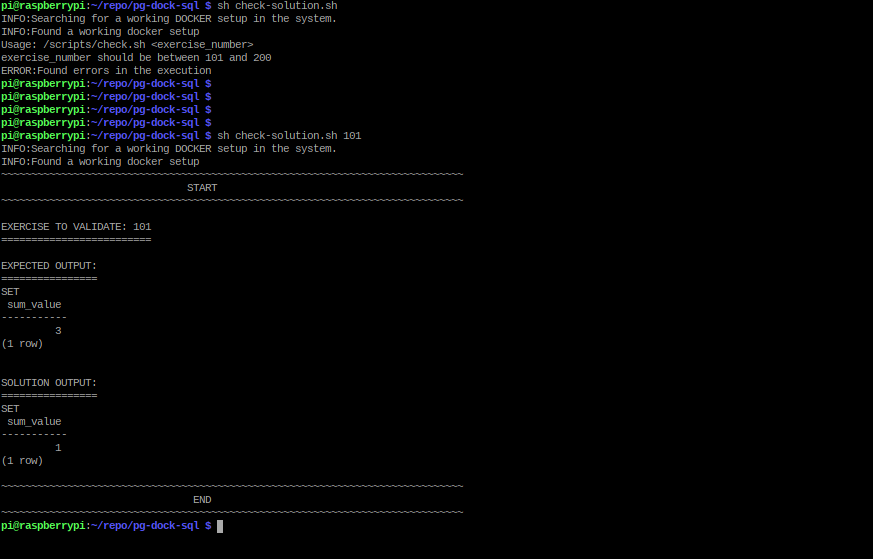 pi@raspberrypi:~/repo/pg-dock-sql $ sh check-solution.sh
INFO:Searching for a working DOCKER setup in the system.
INFO:Found a working docker setup
Usage: /scripts/check.sh <exercise_number>
exercise_number should be between 101 and 200
ERROR:Found errors in the execution
pi@raspberrypi:~/repo/pg-dock-sql $
pi@raspberrypi:~/repo/pg-dock-sql $
pi@raspberrypi:~/repo/pg-dock-sql $
pi@raspberrypi:~/repo/pg-dock-sql $
pi@raspberrypi:~/repo/pg-dock-sql $ sh check-solution.sh 101
INFO:Searching for a working DOCKER setup in the system.
INFO:Found a working docker setup
~~~~~~~~~~~~~~~~~~~~~~~~~~~~~~~~~~~~~~~~~~~~~~~~~~~~~~~~~~~~~~~~~~~~~~~~~~~~~
START
~~~~~~~~~~~~~~~~~~~~~~~~~~~~~~~~~~~~~~~~~~~~~~~~~~~~~~~~~~~~~~~~~~~~~~~~~~~~~
EXERCISE TO VALIDATE: 101
=========================
EXPECTED OUTPUT:
================
SET
sum_value
-----------
3
(1 row)
SOLUTION OUTPUT:
================
SET
sum_value
-----------
1
(1 row)
~~~~~~~~~~~~~~~~~~~~~~~~~~~~~~~~~~~~~~~~~~~~~~~~~~~~~~~~~~~~~~~~~~~~~~~~~~~~~
END
~~~~~~~~~~~~~~~~~~~~~~~~~~~~~~~~~~~~~~~~~~~~~~~~~~~~~~~~~~~~~~~~~~~~~~~~~~~~~
pi@raspberrypi:~/repo/pg-dock-sql $